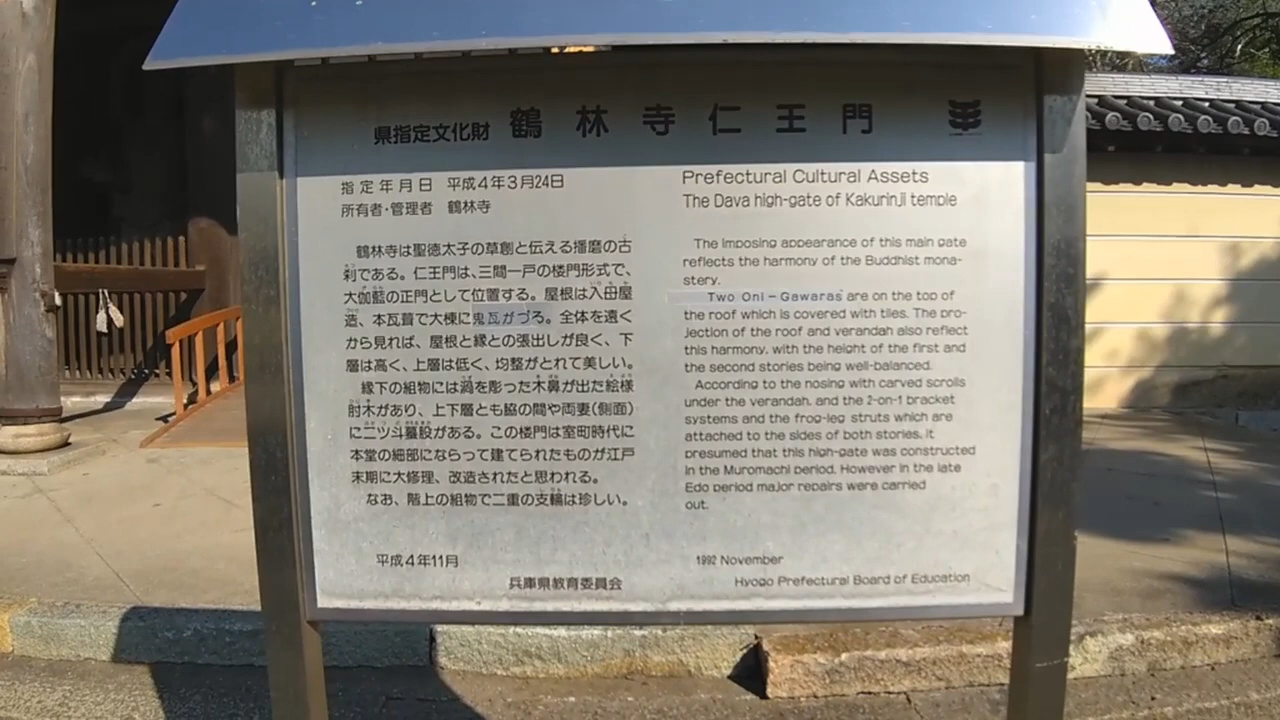 県指定文化財 鶴林寺仁王門
指定年月日 平成4年3月24日
所有者・管理者 鶴林寺
鶴林寺は聖徳太子の草創と伝える播磨の古
刹である。仁王門は、三間一戸の楼門形式で、
大伽藍の正門として位置する。屋根は入母屋
造、本瓦葺で大棟に鬼瓦がづる。全体を遠く
から見れば、屋根と縁との張出しが良く、下
層は高く、上層は低く、均整がとれて美しい。
縁下の組物には渦を彫った木鼻が出た絵様
肘木があり、上下層とも脇の間や両妻(側面)
に二ツ斗蟇股がある。この楼門は室町時代に
本堂の細部にならって建てられたものが江戸
末期に大修理、改造されたと思われる。
なお、階上の組物で二重の支輪は珍しい。
平成4年11月
兵庫県教育委員会
Prefectural Cultural Assets
The Dava high-gate of Kakurinji temple
The imposing appearance of this main gate
reflects the harmony of the Buddhist mona-
stery.
Two Oni-Gawaras are on the top of
the roof which is covered with tiles. The pro-
jection of the roof and verandah also reflect
this harmony, with the height of the first and
the second stories being well-balanced.
According to the nosing with carved scrolls
under the verandah, and the 2-on-1 bracket
systems and the frog-leg struts which are
attached to the sides of both stories, it
presumed that this high-gate was constructed
in the Muromachi period. However in the late
Edo period major repairs were carried
out.
1992 November
Hyogo Prefectural Board of Education